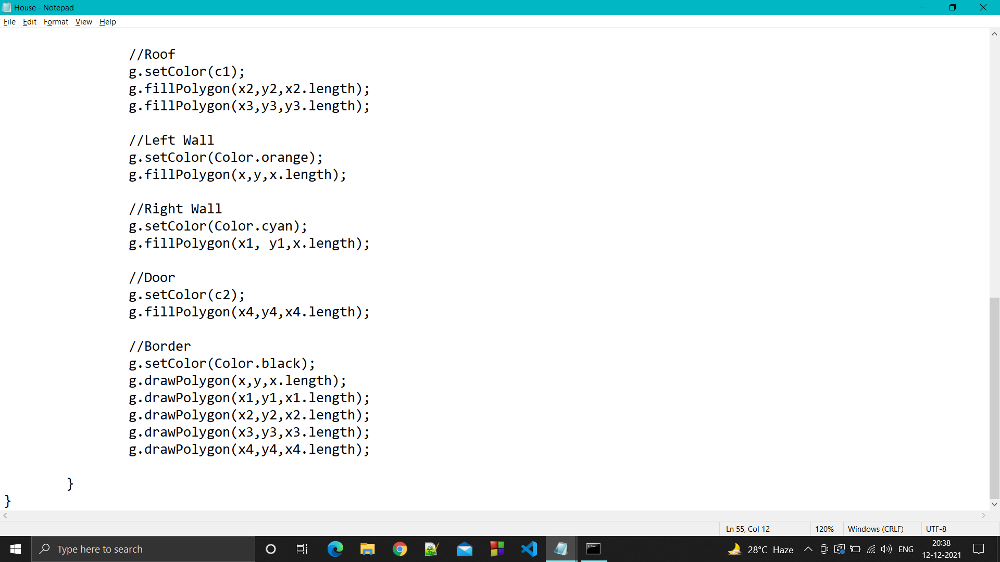 House - Notepad
File Edit Format View Help
//Roof
g.setColor(c1);
g.fillPolygon(x2,y2,x2.length);
g.fillPolygon(x3,y3,y3.length);
//Left Wall
g.setColor(Color.orange);
g.fillPolygon(x,y,x.length);
//Right Wall
g.setColor(Color.cyan);
g.fillPolygon(x1, y1,x.length);
//Door
g.setColor(c2);
g.fillPolygon(x4,y4,x4.length);
//Border
g.setColor(Color.black);
g.drawPolygon(x,y,x.length);
g.drawPolygon(x1,y1,x1.length);
g.drawPolygon(x2,y2,x2.length);
g.drawPolygon(x3,y3,x3.length);
g.drawPolygon(x4,y4,x4.length);
}
}
Ln 55, Col 12 120% Windows (CRLF) UTF-8
Type here to search 28°C Haze ENG 20:38
12-12-2021